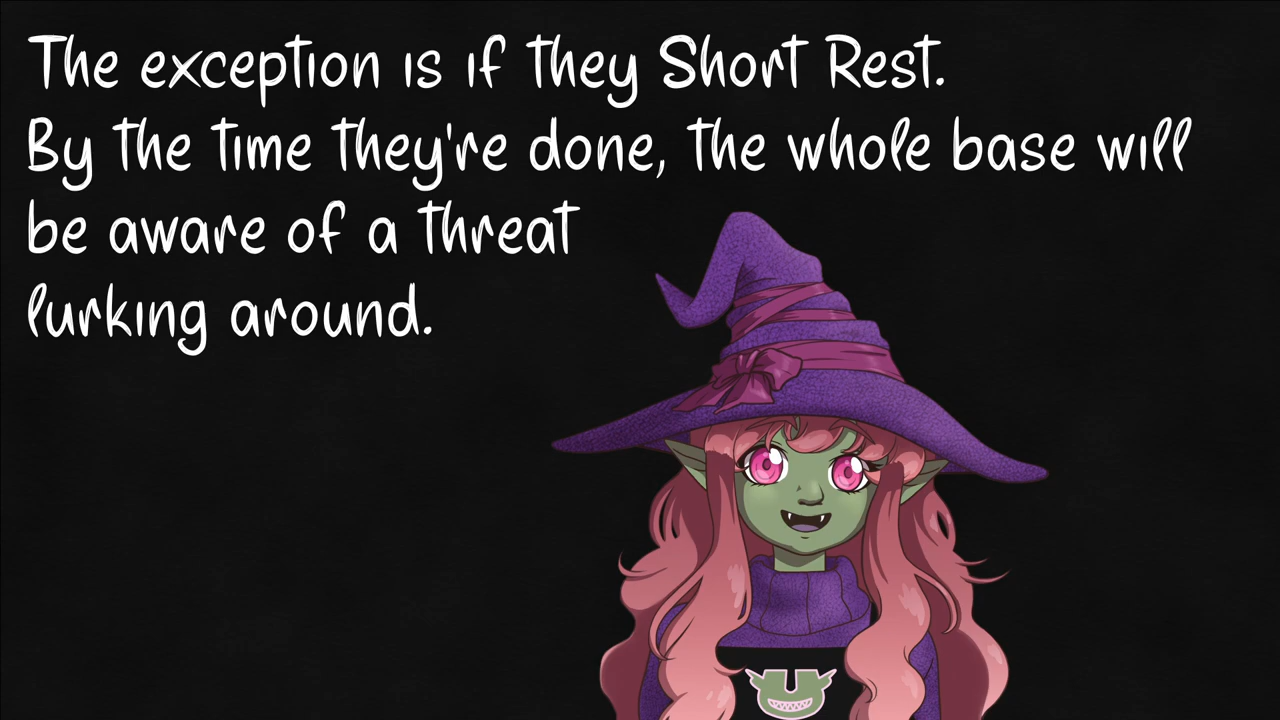 The exception is if they Short Rest.
By the time they're done, the whole base will
be aware of a threat
lurking around.